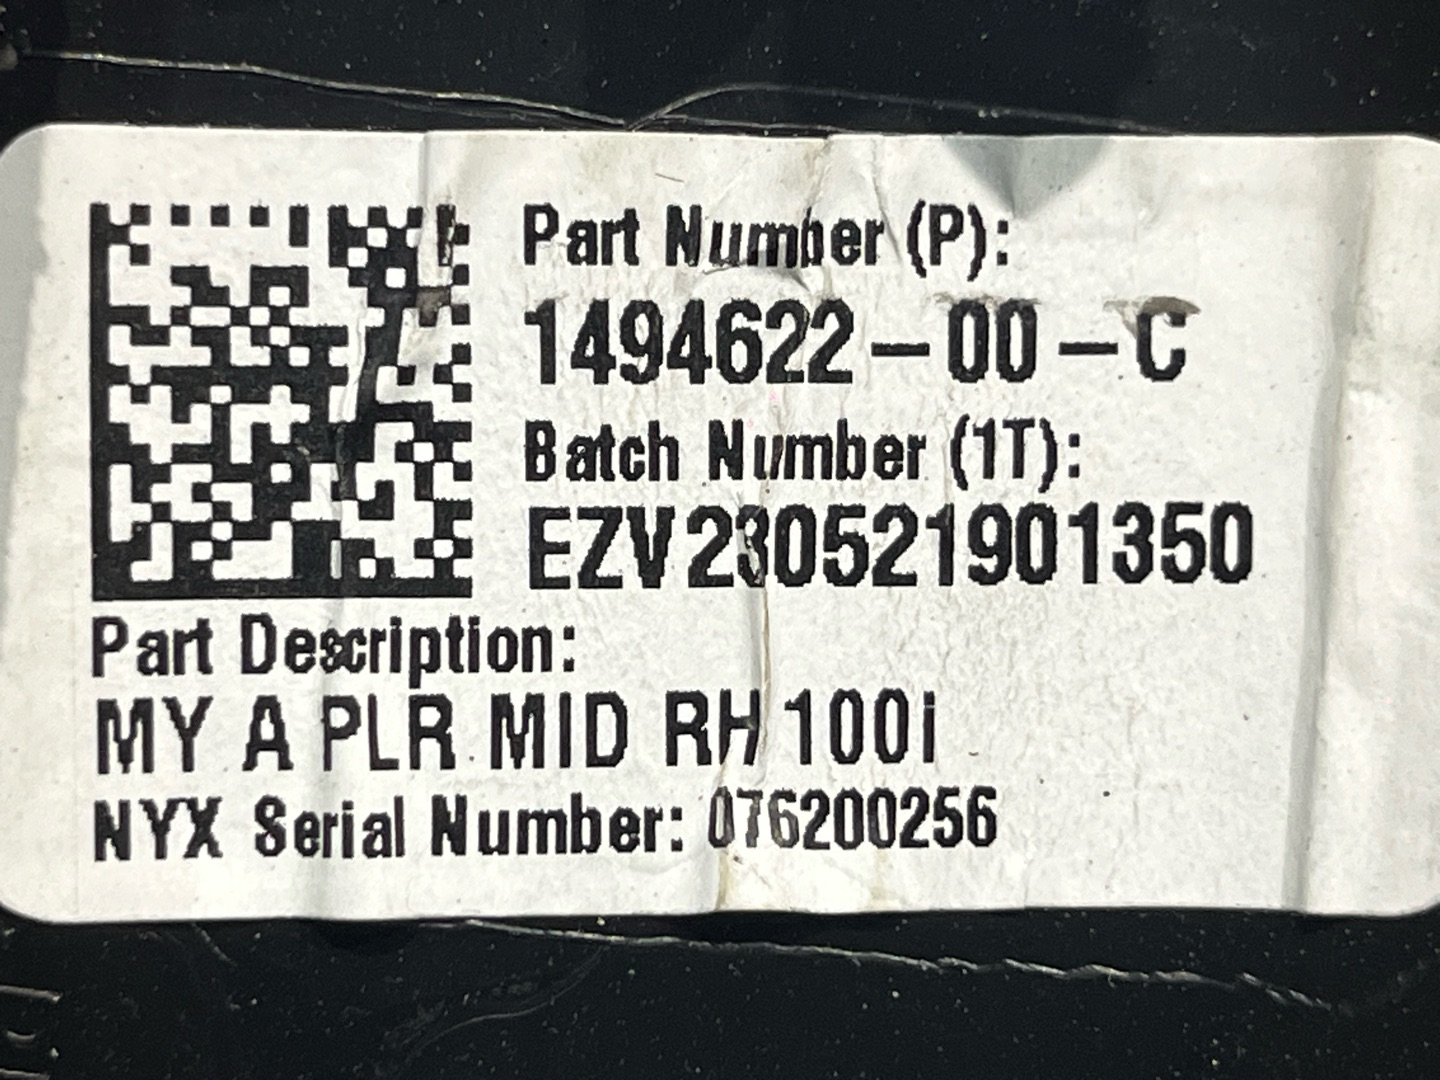 Part Number (P):
1494622-00-C
Batch Number (1T):
EZV230521901350
Part Description:
MY A PLR MID RH 100i
NYX Serial Number: 076200256